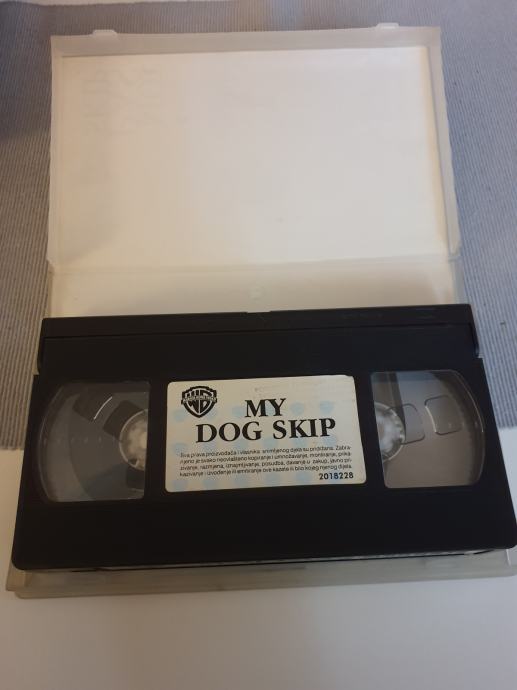 MY
DOG SKIP
Sva prava proizvođača i vlasnika snimljenog djela su pridržana. Zabra-
njeno je svako neovlašteno kopiranje i umnožavanje, montiranje, prika-
zivanje, razmjena, iznajmljivanje, posudba, davanje u zakup, javno pri-
kazivanje i izvođenje ili emitiranje ove kazete ili bilo kojeg njenog dijela.
2018228